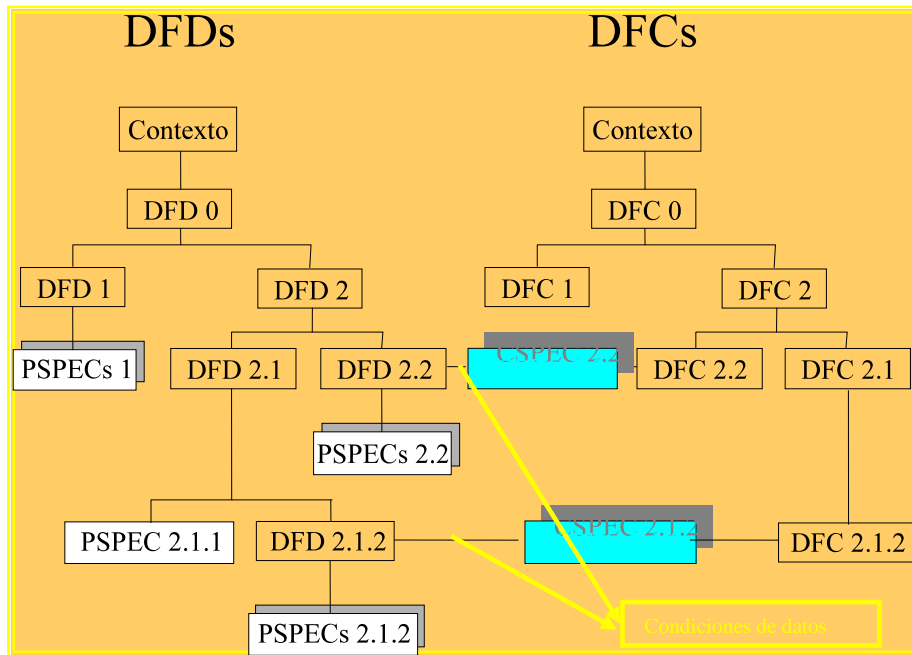 DFDs
DFCs
Contexto
Contexto
DFD 0
DFC 0
DFD 1
DFD 2
DFC 1
DFC 2
PSPECs 1
DFD 2.1
DFD 2.2
CSPEC 2.2
DFC 2.2
DFC 2.1
PSPECs 2.2
PSPEC 2.1.1
DFD 2.1.2
CSPEC 2.1.2
DFC 2.1.2
PSPECs 2.1.2
Condiciones de datos